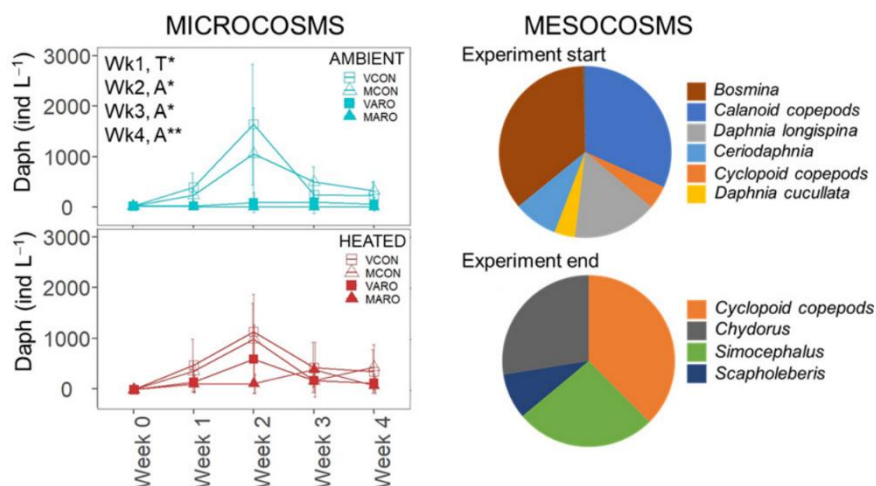 MICROCOSMS
3000
2000
1000
0
Daph (ind L⁻¹)
Wk1, T*
Wk2, A*
Wk3, A*
Wk4, A**
AMBIENT
VCON
MCON
VARO
MARO
3000
2000
1000
0
Daph (ind L⁻¹)
HEATED
VCON
MCON
VARO
MARO
Week 0
Week 1
Week 2
Week 3
Week 4
MESOCOSMS
Experiment start
Bosmina
Calanoid copepods
Daphnia longispina
Ceriodaphnia
Cyclopoid copepods
Daphnia cucullata
Experiment end
Cyclopoid copepods
Chydorus
Simocephalus
Scapholeberis